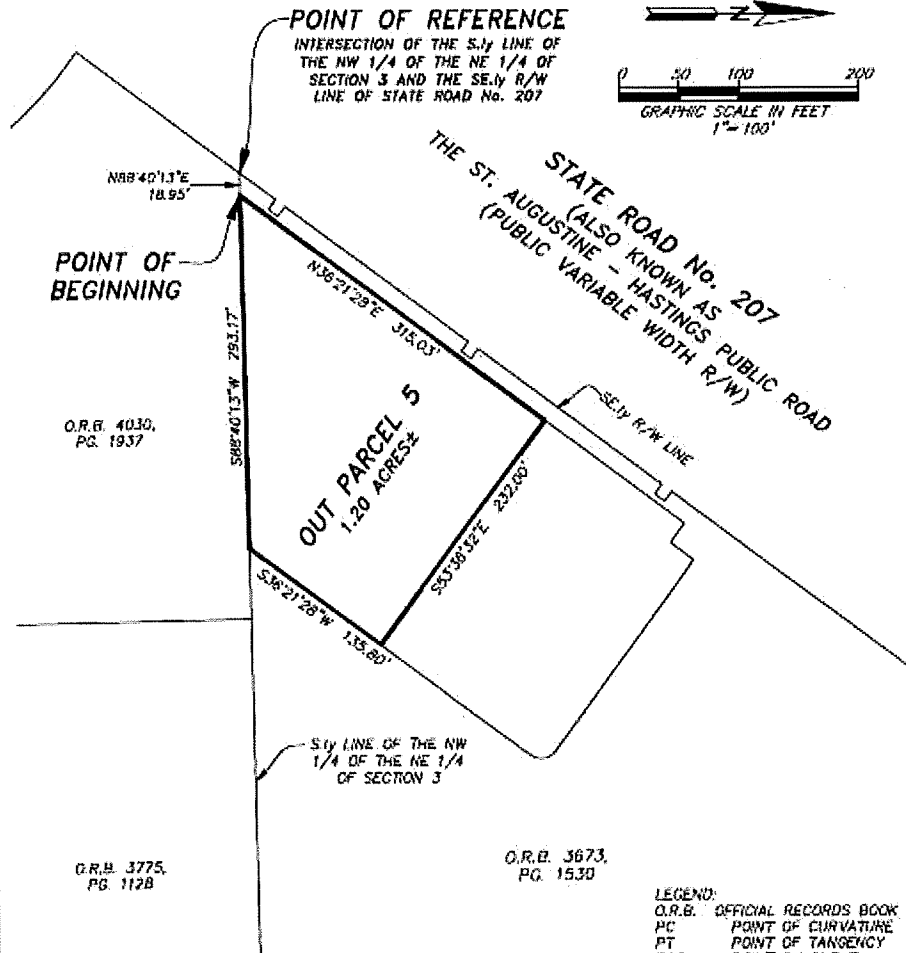 POINT OF REFERENCE
INTERSECTION OF THE S.ly LINE OF
THE NW 1/4 OF THE NE 1/4 OF
SECTION 3 AND THE SE.ly R/W
LINE OF STATE ROAD No. 207
N
0 50 100 200
GRAPHIC SCALE IN FEET
1"=100'
STATE ROAD No. 207
(ALSO KNOWN AS
THE ST. AUGUSTINE - HASTINGS PUBLIC ROAD
(PUBLIC VARIABLE WIDTH R/W)
N88°40'13"E
18.95'
POINT OF
BEGINNING
N36°21'28"E 315.03'
SE.ly R/W LINE
S88°40'13"W 293.17'
O.R.B. 4030,
PG. 1937
OUT PARCEL 5
1.20 ACRES±
S53°38'32"E 232.00'
S36°21'28"W 135.80'
S.ly LINE OF THE NW
1/4 OF THE NE 1/4
OF SECTION 3
O.R.B. 3775,
PG. 1128
O.R.B. 3673,
PG. 1530
LEGEND:
O.R.B. OFFICIAL RECORDS BOOK
PC POINT OF CURVATURE
PT POINT OF TANGENCY